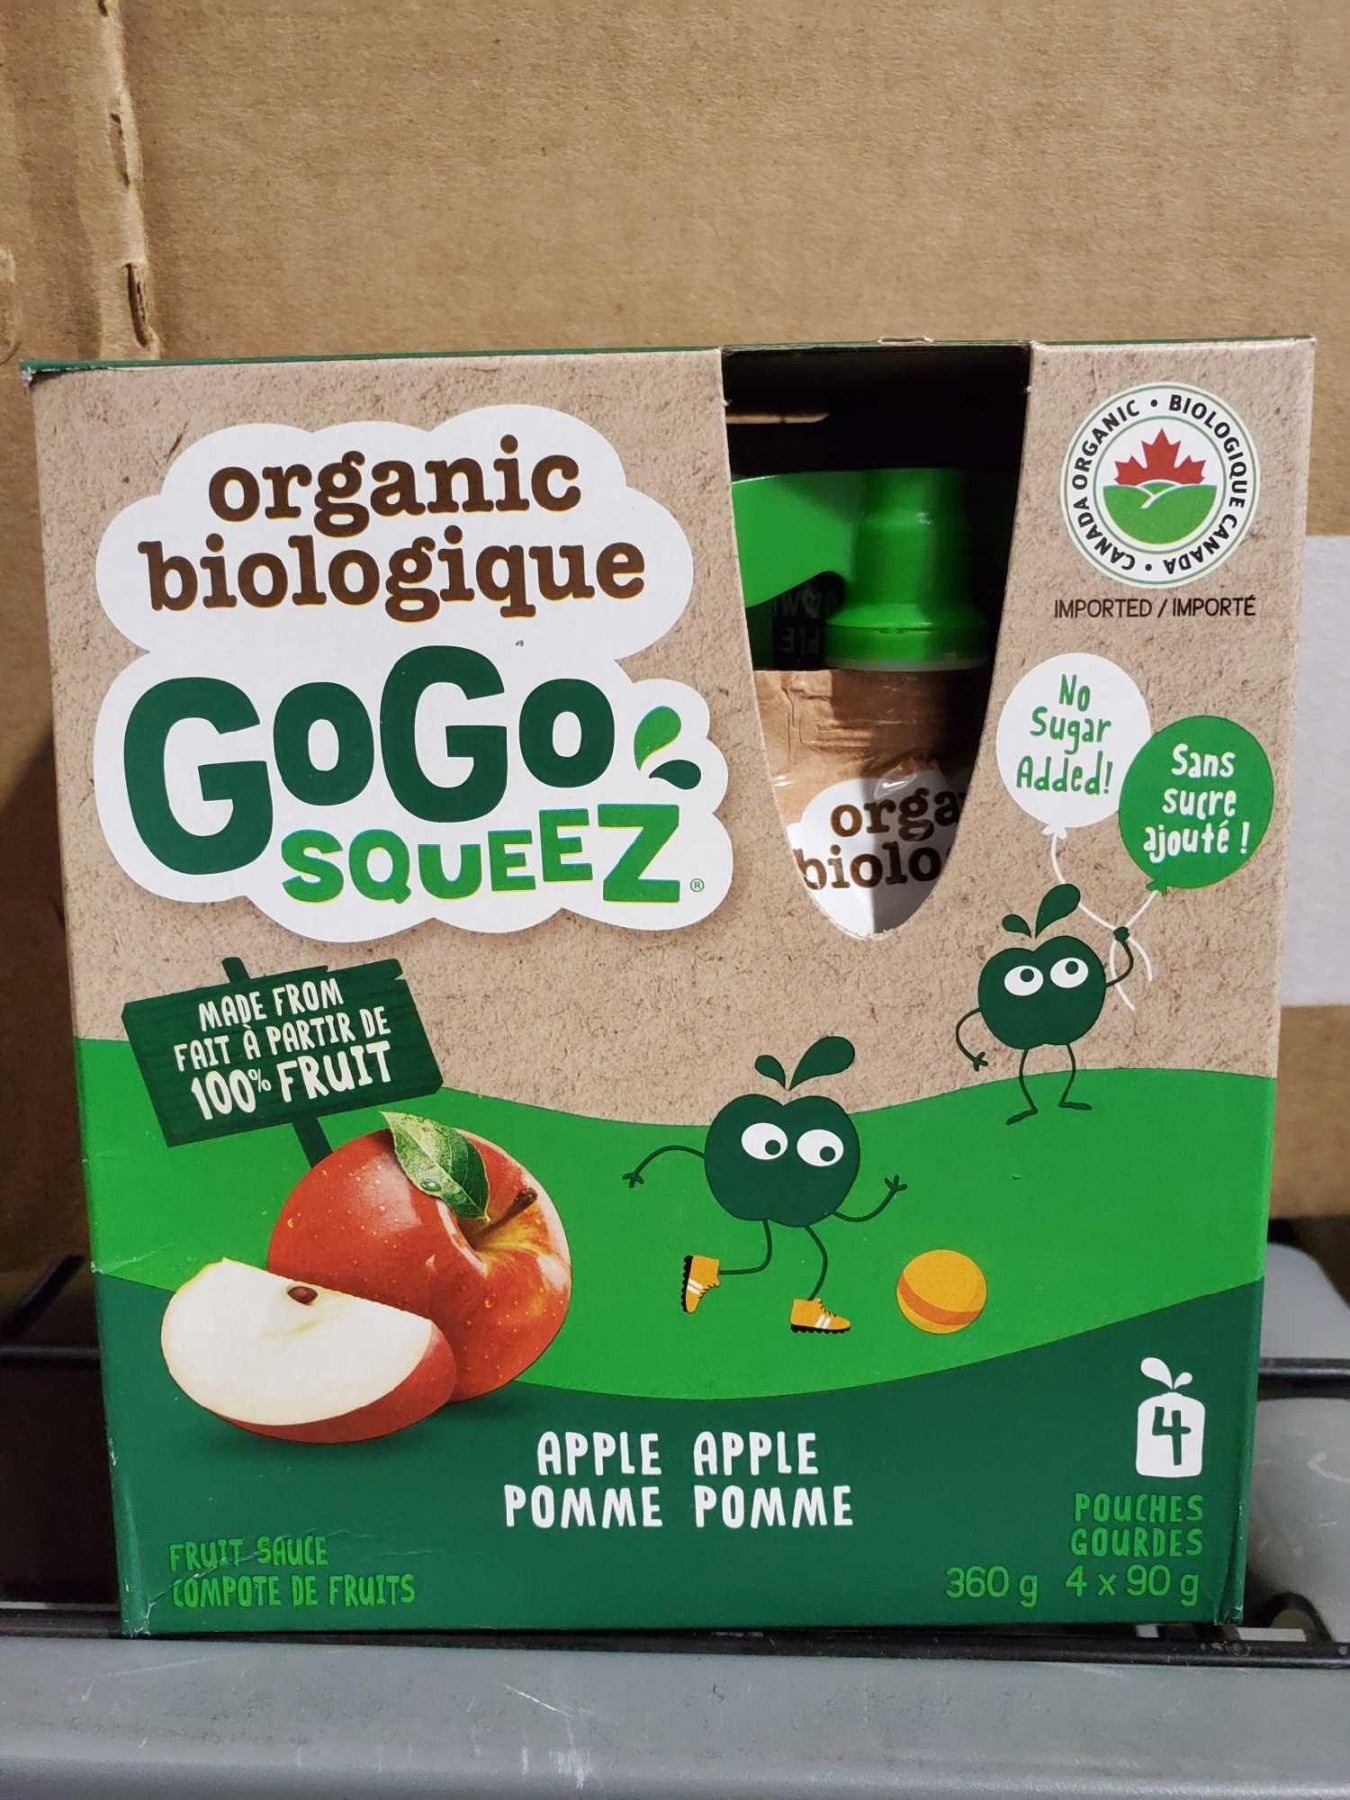 organic
biologique
GoGo
SQUEEZ®
CANADA ORGANIC • BIOLOGIQUE CANADA •
IMPORTED / IMPORTÉ
orga
biolo
No
Sugar
Added!
Sans
sucre
ajouté !
MADE FROM
FAIT À PARTIR DE
100% FRUIT
APPLE APPLE
POMME POMME
4
POUCHES
GOURDES
360 g 4 x 90 g
FRUIT SAUCE
COMPOTE DE FRUITS